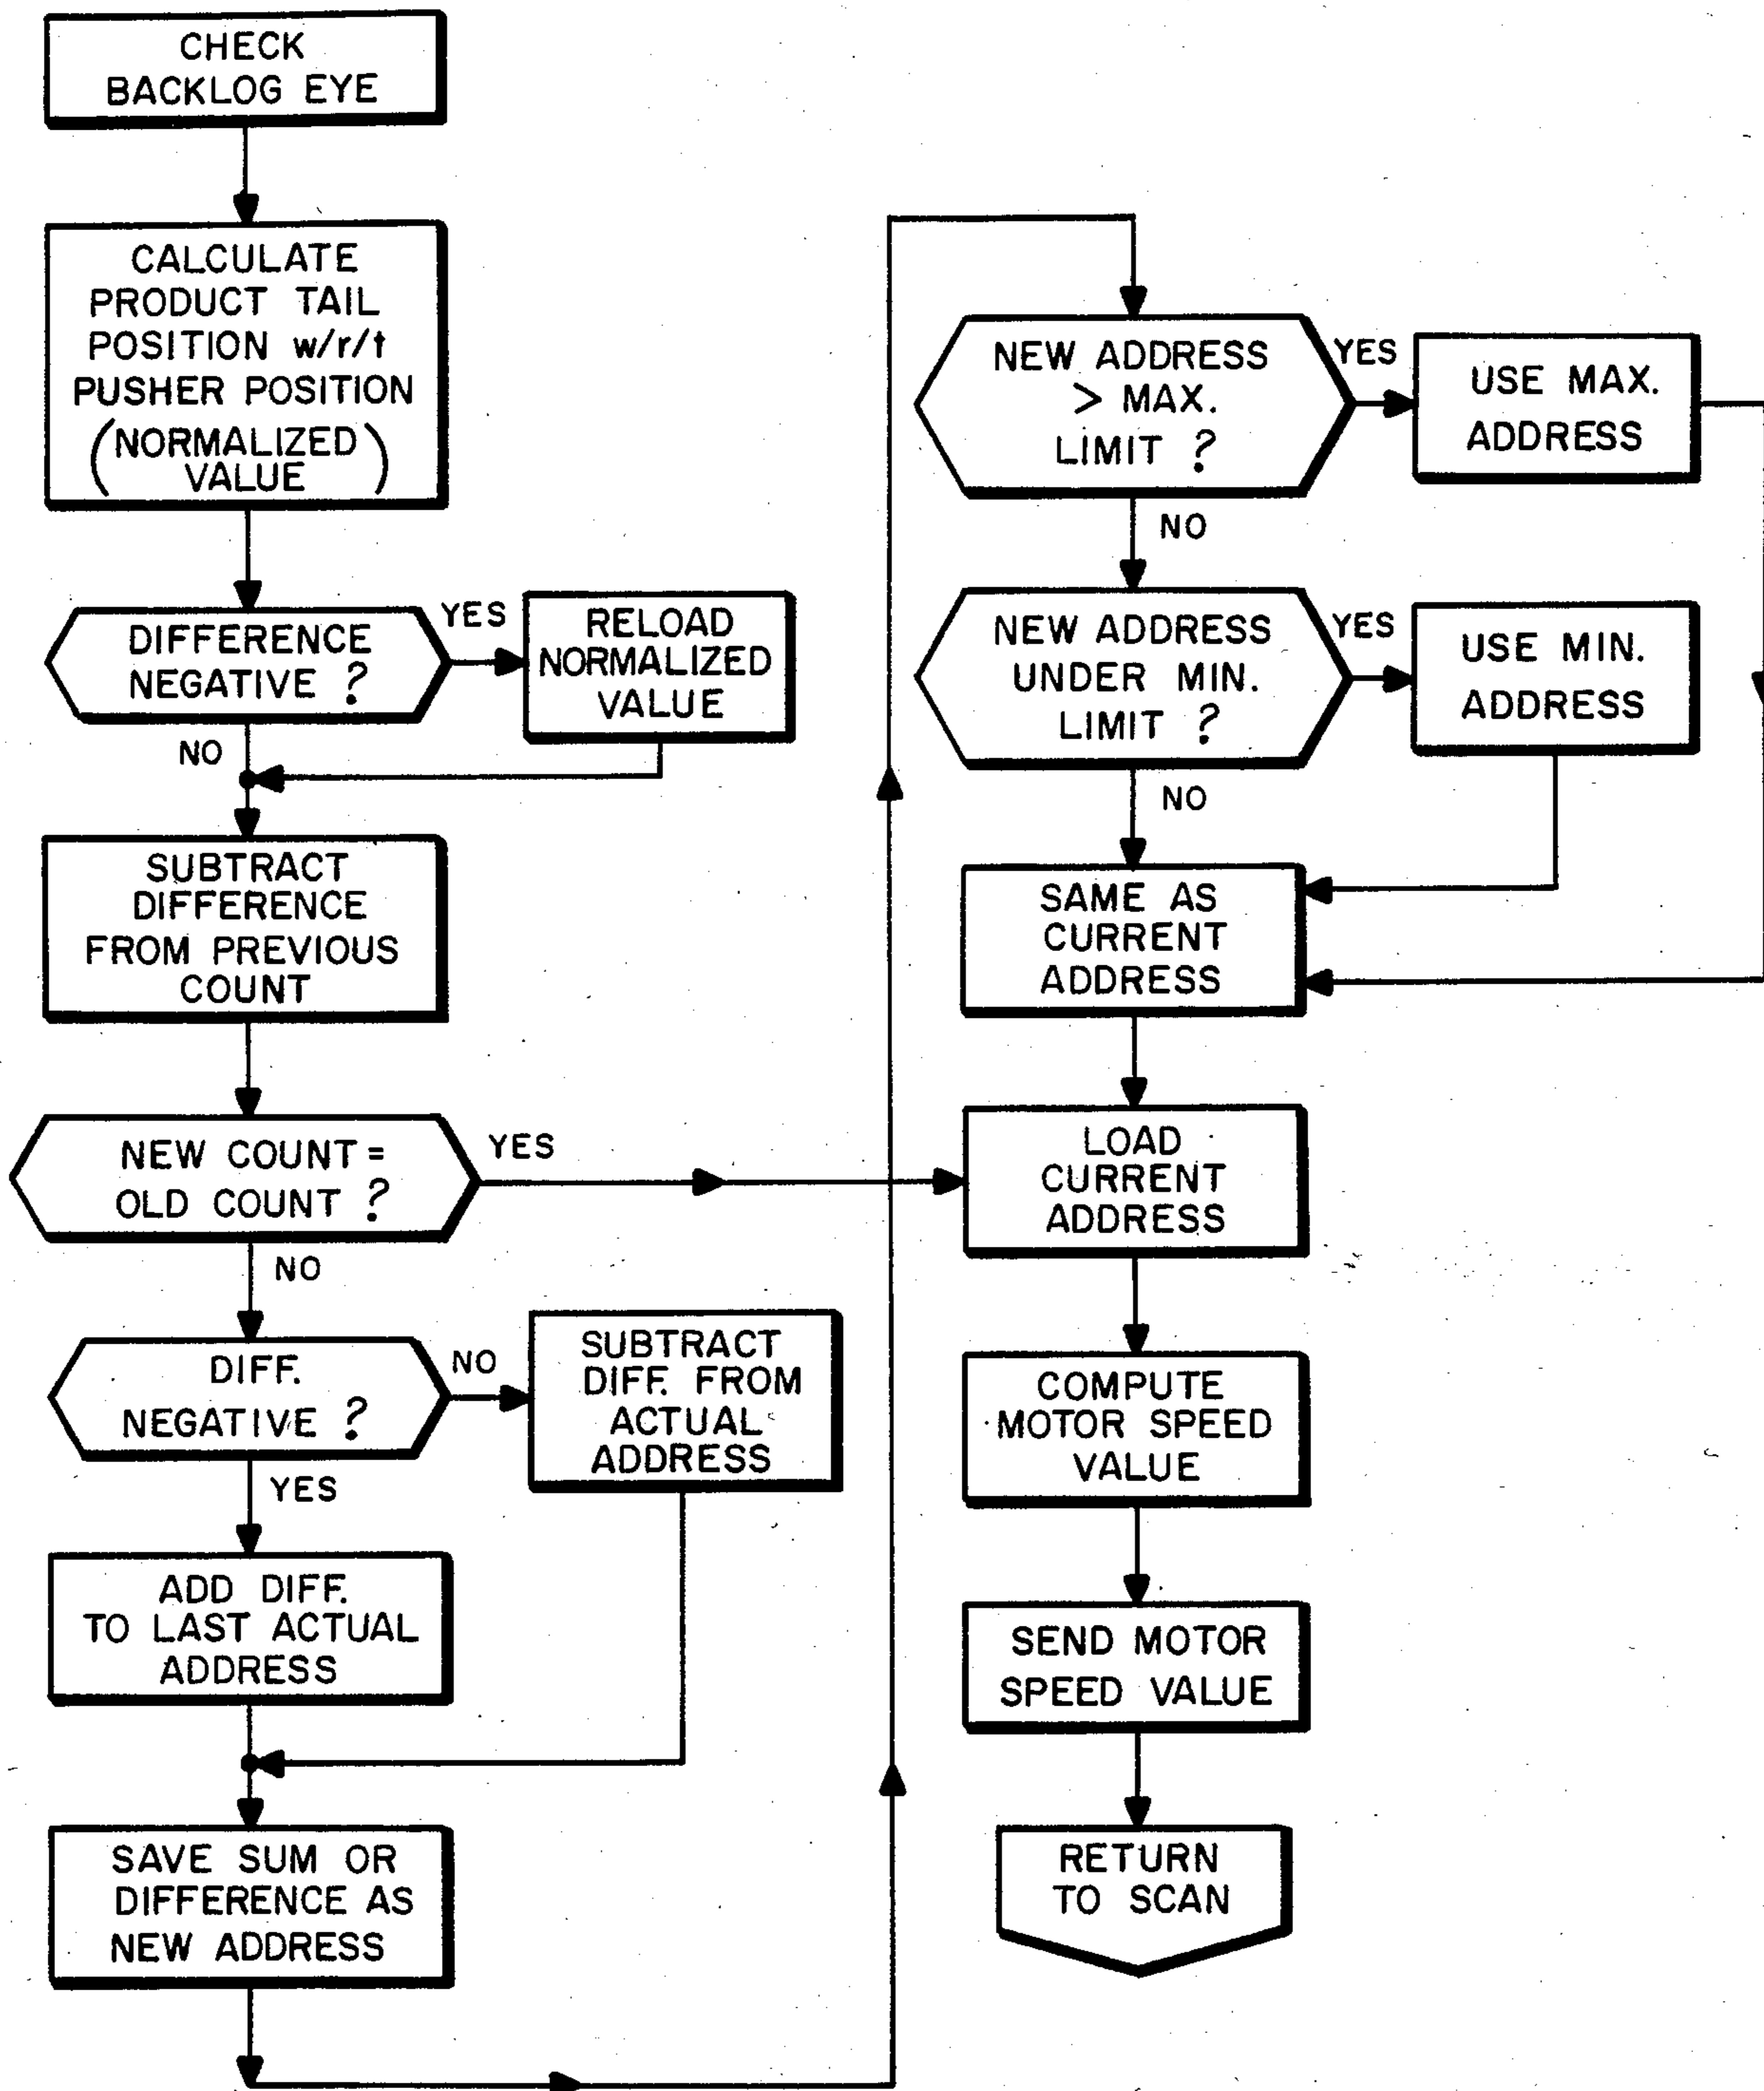 CHECK
BACKLOG EYE
CALCULATE
PRODUCT TAIL
POSITION w/r/t
PUSHER POSITION
(NORMALIZED
VALUE)
DIFFERENCE
NEGATIVE ?
YES
RELOAD
NORMALIZED
VALUE
NO
SUBTRACT
DIFFERENCE
FROM PREVIOUS
COUNT
NEW COUNT =
OLD COUNT ?
YES
NO
DIFF.
NEGATIVE ?
NO
SUBTRACT
DIFF. FROM
ACTUAL
ADDRESS
YES
ADD DIFF.
TO LAST ACTUAL
ADDRESS
SAVE SUM OR
DIFFERENCE AS
NEW ADDRESS
NEW ADDRESS
> MAX.
LIMIT ?
YES
USE MAX.
ADDRESS
NO
NEW ADDRESS
UNDER MIN.
LIMIT ?
YES
USE MIN.
ADDRESS
NO
SAME AS
CURRENT
ADDRESS
LOAD
CURRENT
ADDRESS
COMPUTE
MOTOR SPEED
VALUE
SEND MOTOR
SPEED VALUE
RETURN
TO SCAN